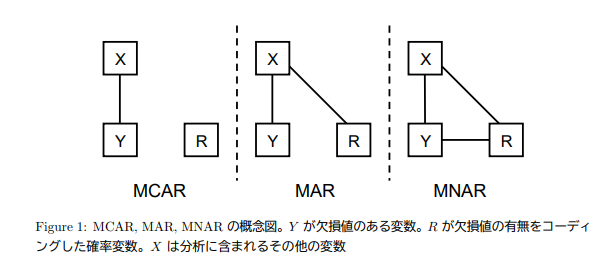 X X X
Y R Y R Y R
MCAR MAR MNAR
Figure 1: MCAR, MAR, MNAR の概念図。Y が欠損値のある変数。R が欠損値の有無をコーディ
ングした確率変数。X は分析に含まれるその他の変数